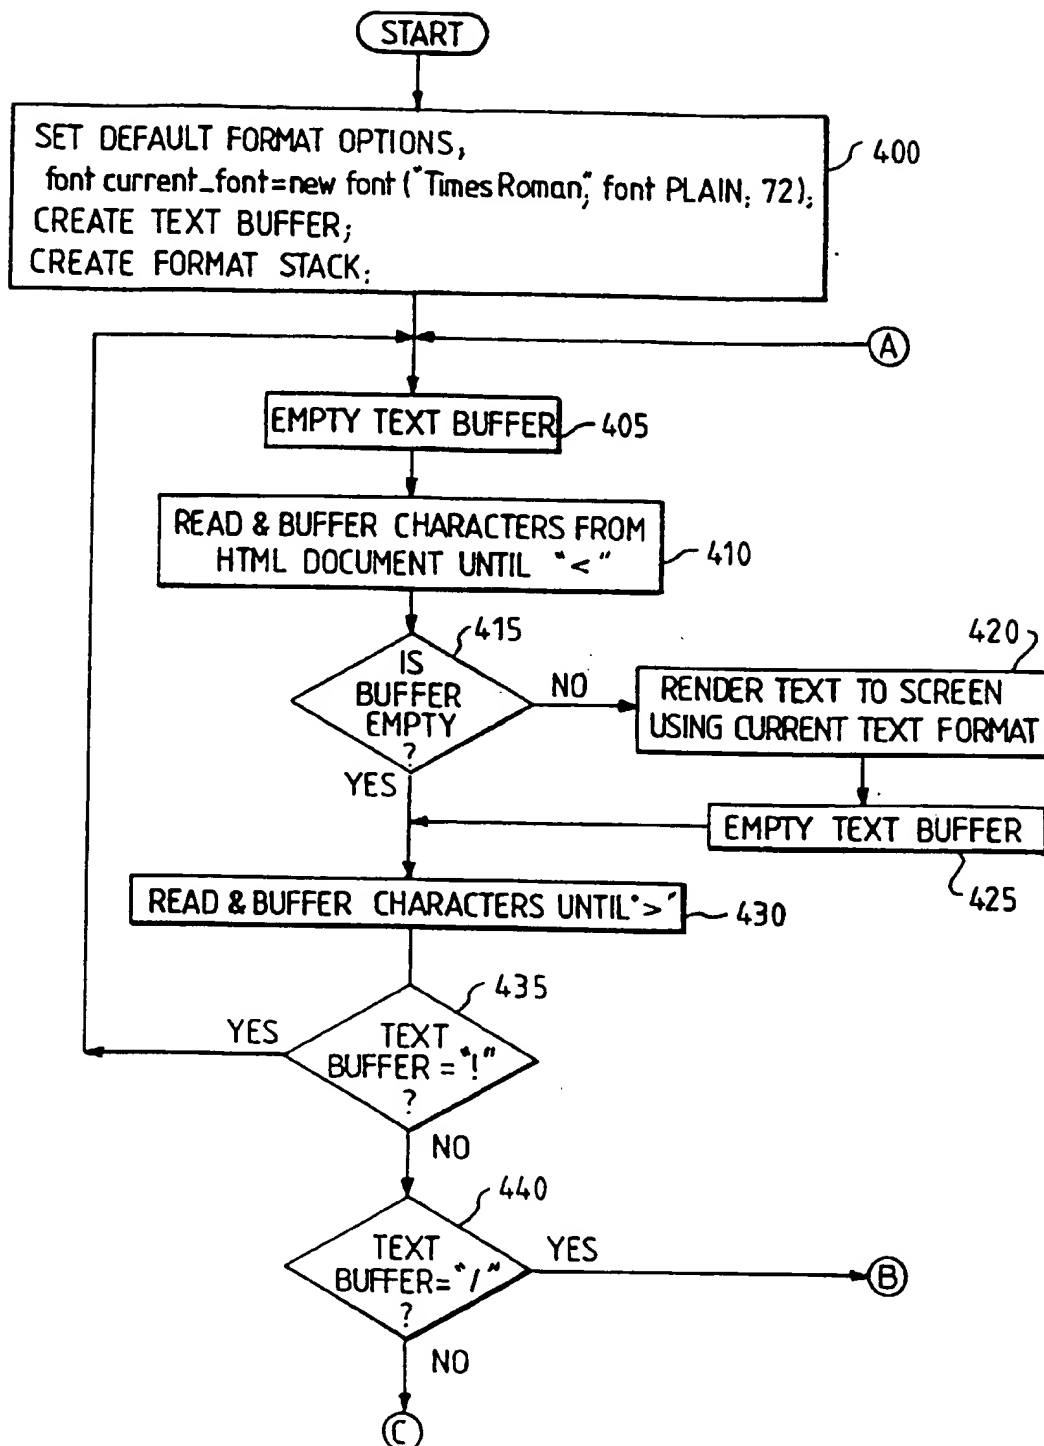 START
SET DEFAULT FORMAT OPTIONS,
font current_font=new font ("TimesRoman", font PLAIN, 72);
CREATE TEXT BUFFER;
CREATE FORMAT STACK;
400
A
EMPTY TEXT BUFFER
405
READ & BUFFER CHARACTERS FROM
HTML DOCUMENT UNTIL "<"
410
415
IS
BUFFER
EMPTY
?
NO
YES
420
RENDER TEXT TO SCREEN
USING CURRENT TEXT FORMAT
EMPTY TEXT BUFFER
425
READ & BUFFER CHARACTERS UNTIL ">"
430
435
YES
TEXT
BUFFER = "!"
?
NO
440
TEXT
BUFFER= "/"
?
YES
B
NO
C